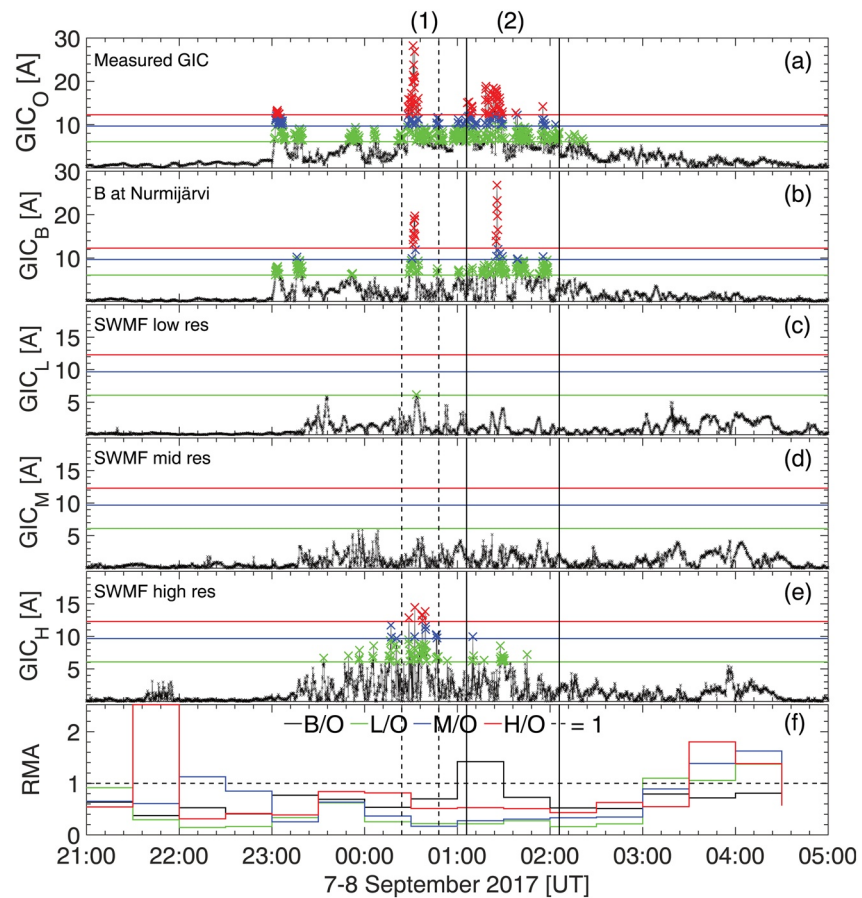 (1) (2)
30
20
10
GIC_O [A]
Measured GIC
(a)
30
20
10
GIC_B [A]
B at Nurmijärvi
(b)
15
10
5
GIC_L [A]
SWMF low res
(c)
15
10
5
GIC_M [A]
SWMF mid res
(d)
15
10
5
GIC_H [A]
SWMF high res
(e)
2
1
0
RMA
B/O L/O M/O H/O = 1
(f)
21:00 22:00 23:00 00:00 01:00 02:00 03:00 04:00 05:00
7-8 September 2017 [UT]